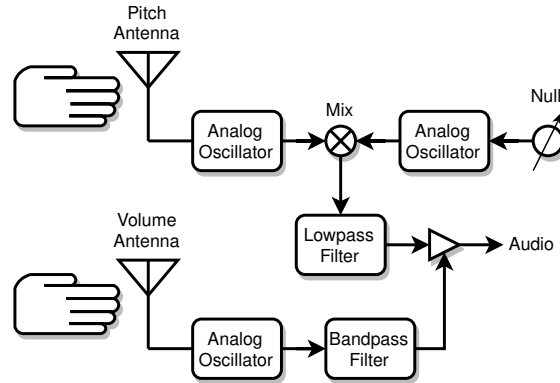 Pitch
Antenna
Mix
Null
Analog
Oscillator
Analog
Oscillator
Volume
Antenna
Lowpass
Filter
Audio
Analog
Oscillator
Bandpass
Filter